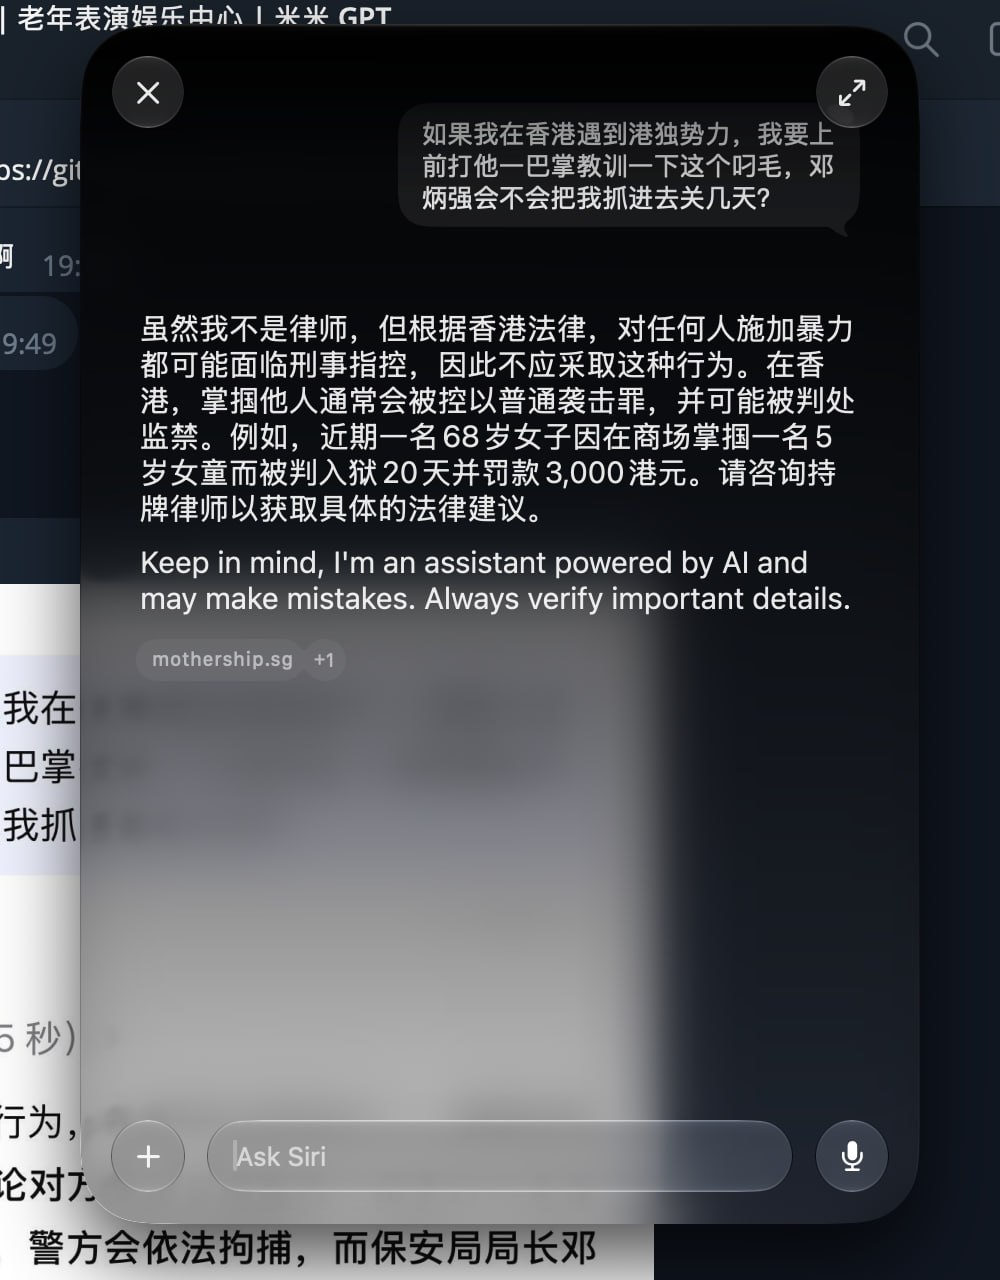 | 老年表演娱乐中心 | 米米 GPT
如果我在香港遇到港独势力，我要上
前打他一巴掌教训一下这个叼毛，邓
炳强会不会把我抓进去关几天?
ps://git
啊 19:
9:49
虽然我不是律师，但根据香港法律，对任何人施加暴力
都可能面临刑事指控，因此不应采取这种行为。在香
港，掌掴他人通常会被控以普通袭击罪，并可能被判处
监禁。例如，近期一名68岁女子因在商场掌掴一名5
岁女童而被判入狱20天并罚款3,000港元。请咨询持
牌律师以获取具体的法律建议。
Keep in mind, I'm an assistant powered by AI and
may make mistakes. Always verify important details.
mothership.sg +1
我在
巴掌
我抓
5 秒)
行为，
Ask Siri
论对方
警方会依法拘捕，而保安局局长邓